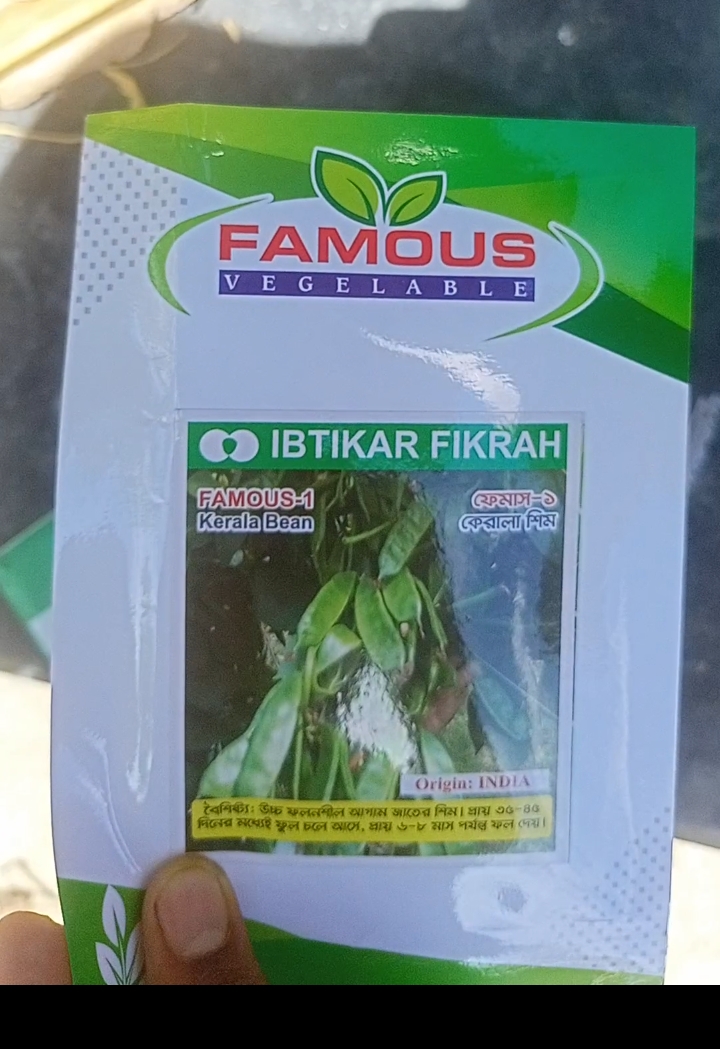 FAMOUS
VEGELABLE
IBTIKAR FIKRAH
FAMOUS-1
Kerala Bean
ফেমাস-১
কেরালা শিম
Origin: INDIA
বৈশিষ্ট্য: উচ্চ ফলনশীল আগাম জাতের শিম। প্রায় ৩৫-৪৫
দিনের মধ্যেই ফুল চলে আসে, প্রায় ৬-৮ মাস পর্যন্ত ফল দেয়।